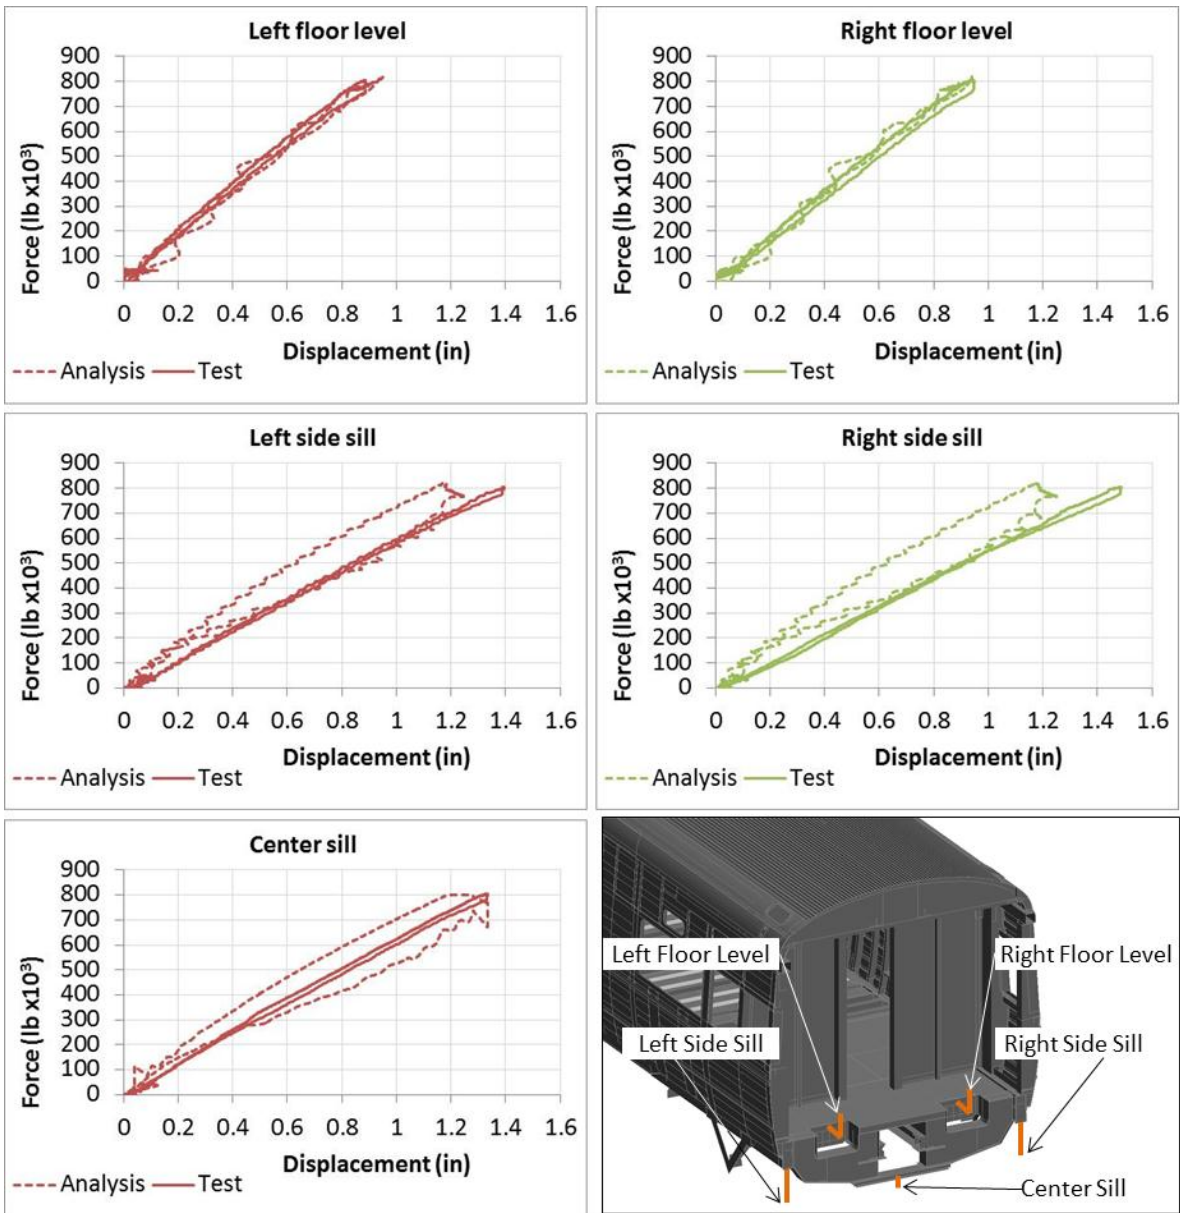 Left floor level
900
800
700
600
500
400
300
200
100
0
Force (lb x10³)
0 0.2 0.4 0.6 0.8 1 1.2 1.4 1.6
Displacement (in)
Analysis Test
Right floor level
900
800
700
600
500
400
300
200
100
0
Force (lb x10³)
0 0.2 0.4 0.6 0.8 1 1.2 1.4 1.6
Displacement (in)
Analysis Test
Left side sill
900
800
700
600
500
400
300
200
100
0
Force (lb x10³)
0 0.2 0.4 0.6 0.8 1 1.2 1.4 1.6
Displacement (in)
Analysis Test
Right side sill
900
800
700
600
500
400
300
200
100
0
Force (lb x10³)
0 0.2 0.4 0.6 0.8 1 1.2 1.4 1.6
Displacement (in)
Analysis Test
Center sill
900
800
700
600
500
400
300
200
100
0
Force (lb x10³)
0 0.2 0.4 0.6 0.8 1 1.2 1.4 1.6
Displacement (in)
Analysis Test
Left Floor Level
Right Floor Level
Left Side Sill
Right Side Sill
Center Sill